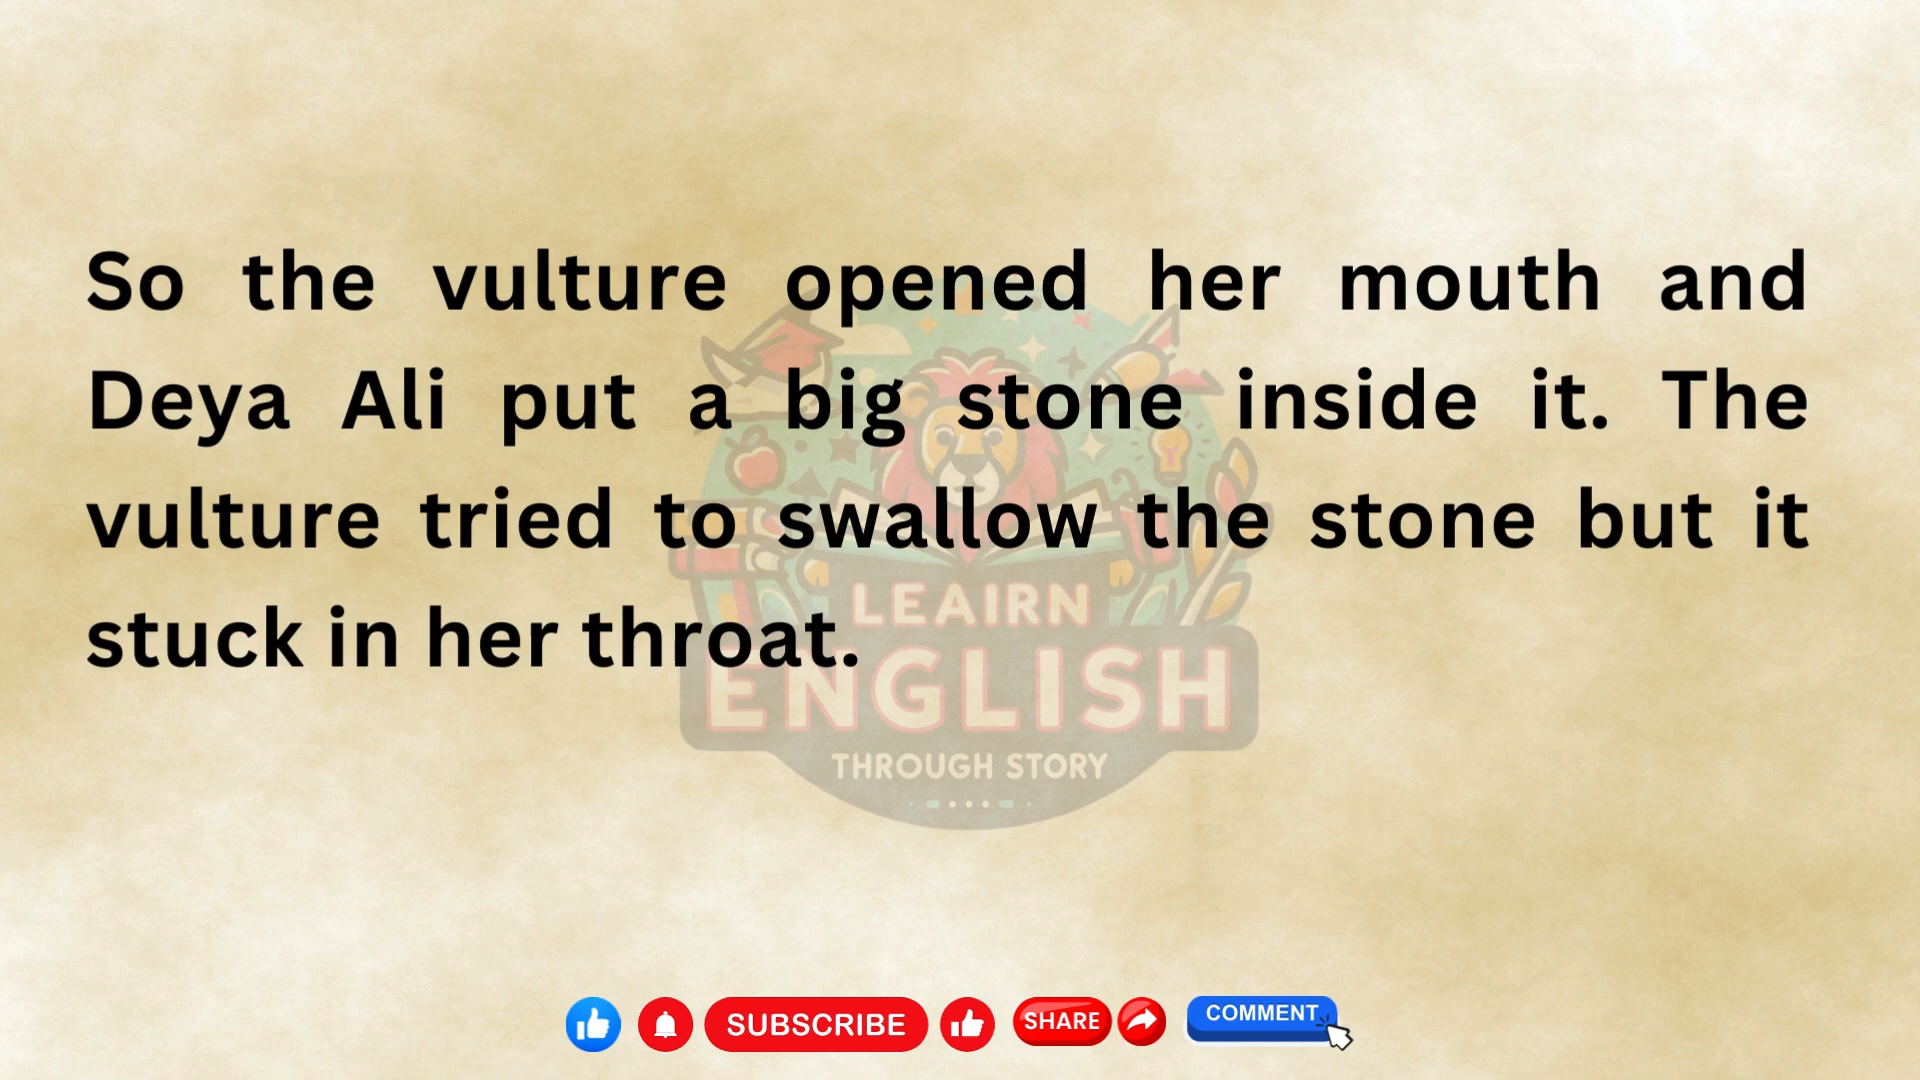 So the vulture opened her mouth and
Deya Ali put a big stone inside it. The
vulture tried to swallow the stone but it
stuck in her throat.
LEAIRN
ENGLISH
THROUGH STORY
SUBSCRIBE
SHARE
COMMENT